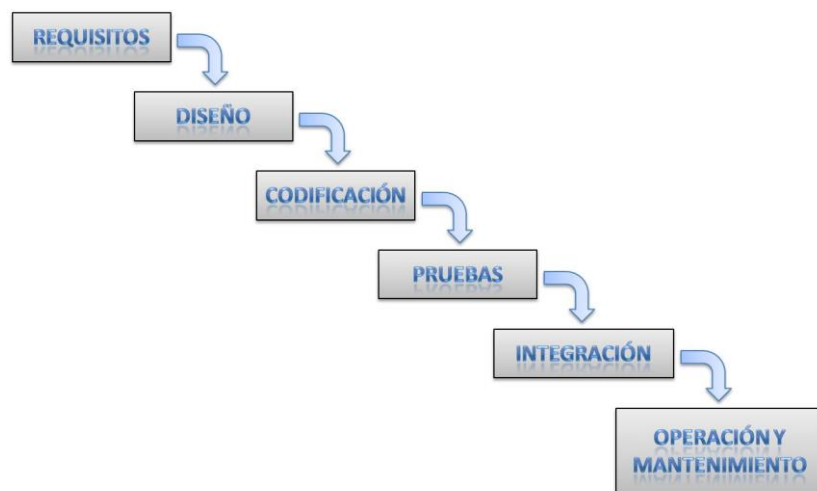 REQUISITOS
DISEÑO
CODIFICACIÓN
PRUEBAS
INTEGRACIÓN
OPERACIÓN Y
MANTENIMIENTO